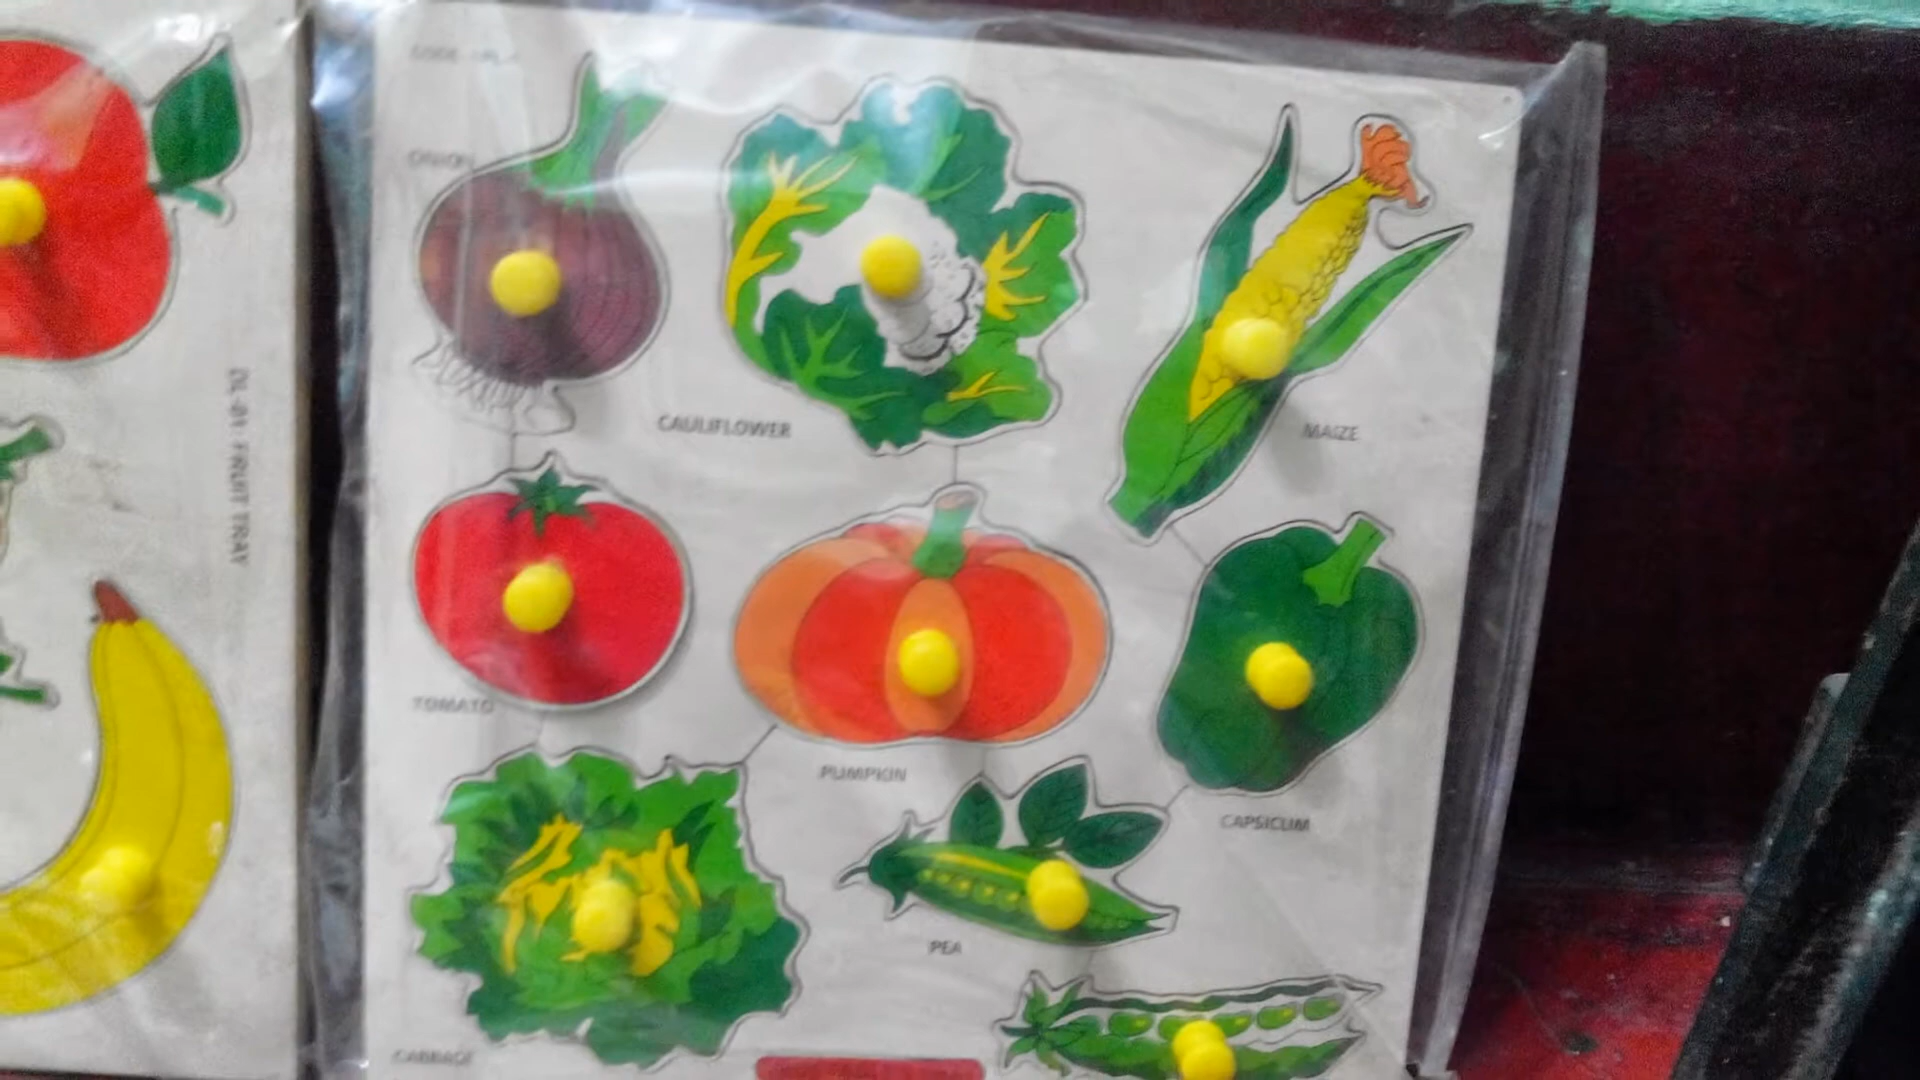 ONION
CAULIFLOWER
MAIZE
TOMATO
PUMPKIN
CAPSICUM
PEA
CABBAGE
DL-01 FRUIT TRAY